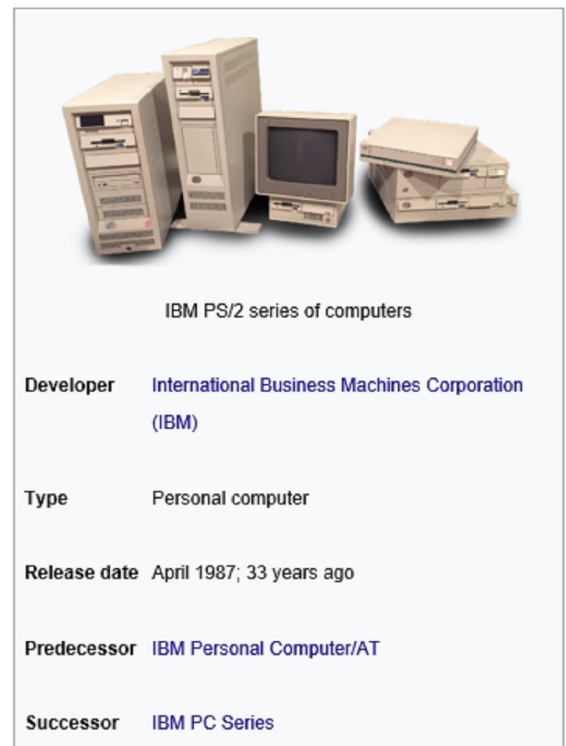 IBM PS/2 series of computers
Developer International Business Machines Corporation
(IBM)
Type Personal computer
Release date April 1987; 33 years ago
Predecessor IBM Personal Computer/AT
Successor IBM PC Series